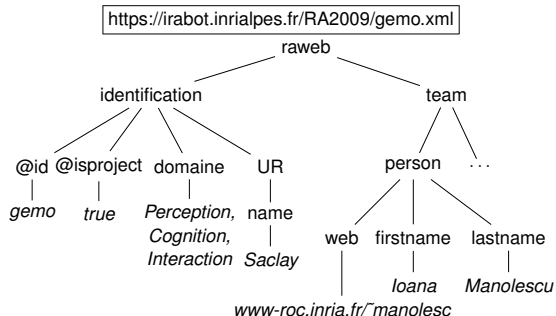 https://irabot.inrialpes.fr/RA2009/gemo.xml
raweb
identification team
@id @isproject domaine UR person ...
gemo true Perception, name
Cognition, web firstname lastname
Interaction Saclay
Ioana Manolescu
www-roc.inria.fr/~manolesc